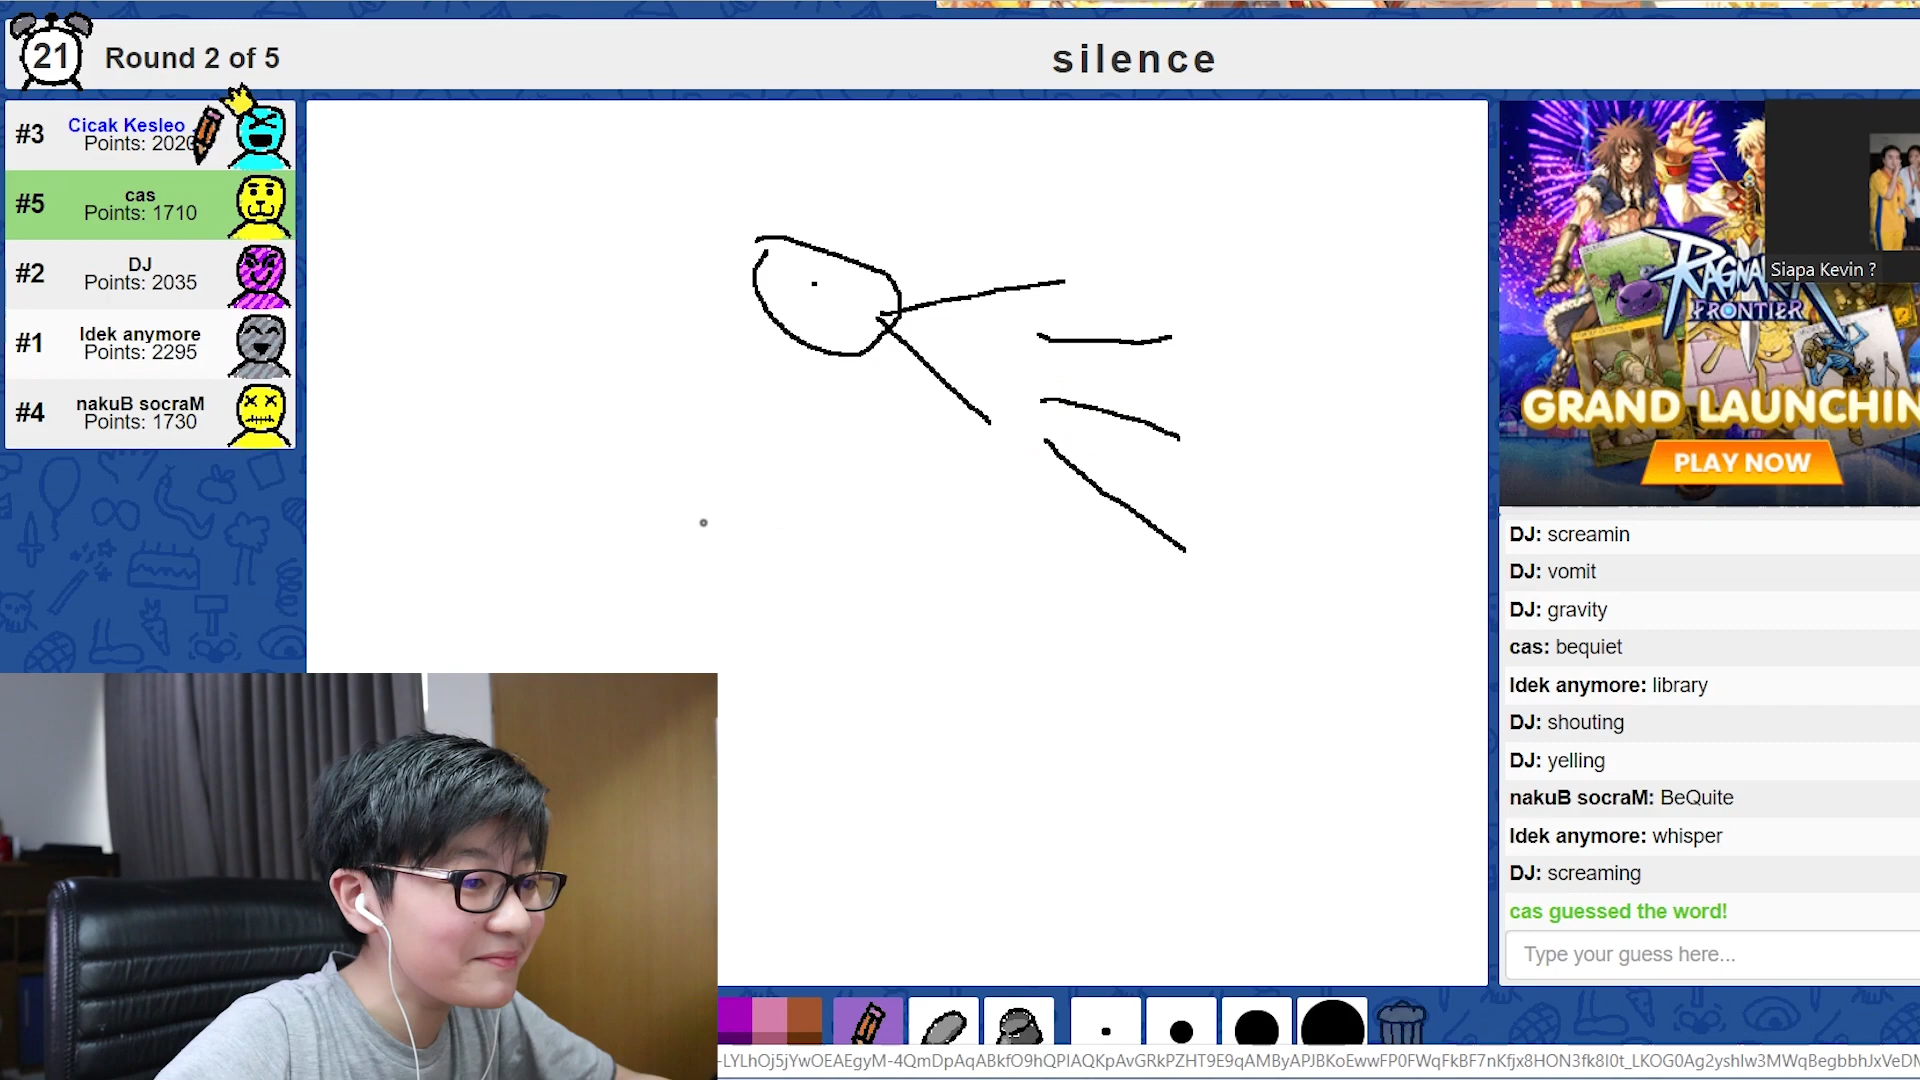 21
Round 2 of 5
silence
#3
Cicak Kesleo
Points: 2020
#5
cas
Points: 1710
#2
DJ
Points: 2035
#1
Idek anymore
Points: 2295
#4
nakuB socraM
Points: 1730
Siapa Kevin ?
FRONTIER
GRAND LAUNCHIN
PLAY NOW
DJ: screamin
DJ: vomit
DJ: gravity
cas: bequiet
Idek anymore: library
DJ: shouting
DJ: yelling
nakuB socraM: BeQuite
Idek anymore: whisper
DJ: screaming
cas guessed the word!
Type your guess here...